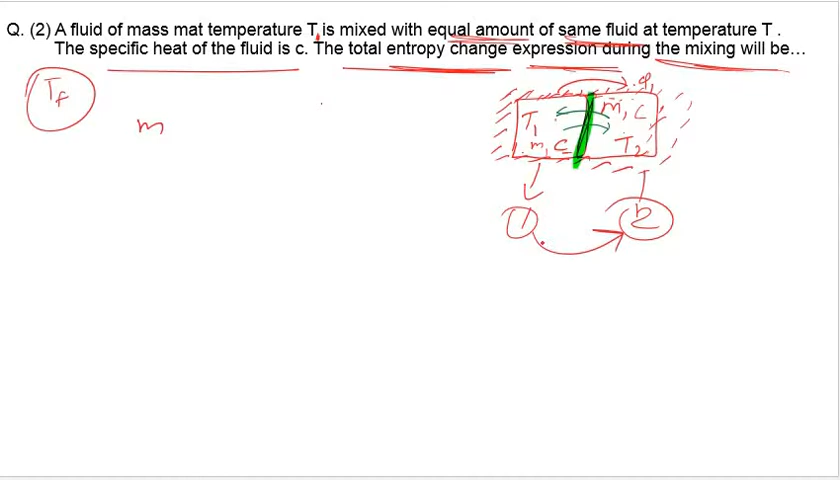 Q. (2) A fluid of mass mat temperature T, is mixed with equal amount of same fluid at temperature T .
The specific heat of the fluid is c. The total entropy change expression during the mixing will be…
Tf
m
T1
m, C
m, C
T2
1
2